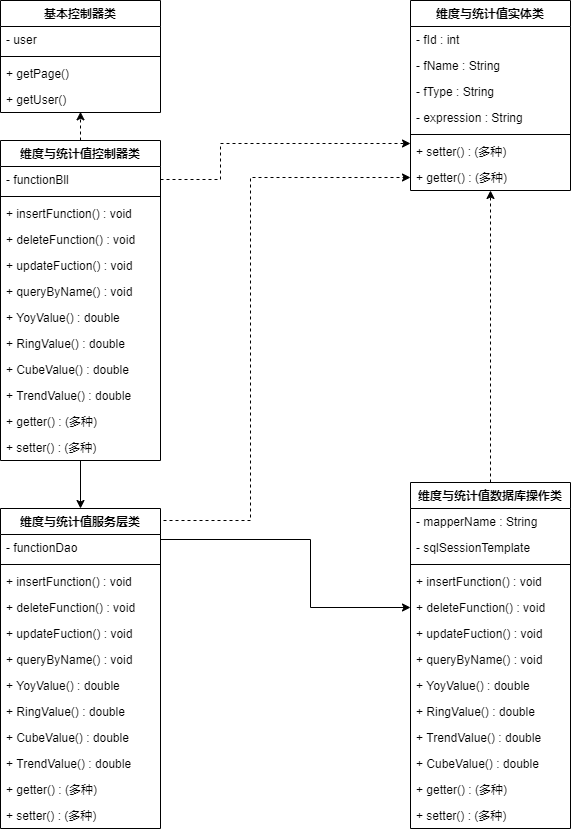 基本控制器类
- user
+ getPage()
+ getUser()
维度与统计值实体类
- fId : int
- fName : String
- fType : String
- expression : String
+ setter() : (多种)
+ getter() : (多种)
维度与统计值控制器类
- functionBll
+ insertFunction() : void
+ deleteFunction() : void
+ updateFuction() : void
+ queryByName() : void
+ YoyValue() : double
+ RingValue() : double
+ CubeValue() : double
+ TrendValue() : double
+ getter() : (多种)
+ setter() : (多种)
维度与统计值服务层类
- functionDao
+ insertFunction() : void
+ deleteFunction() : void
+ updateFuction() : void
+ queryByName() : void
+ YoyValue() : double
+ RingValue() : double
+ CubeValue() : double
+ TrendValue() : double
+ getter() : (多种)
+ setter() : (多种)
维度与统计值数据库操作类
- mapperName : String
- sqlSessionTemplate
+ insertFunction() : void
+ deleteFunction() : void
+ updateFuction() : void
+ queryByName() : void
+ YoyValue() : double
+ RingValue() : double
+ TrendValue() : double
+ CubeValue() : double
+ getter() : (多种)
+ setter() : (多种)